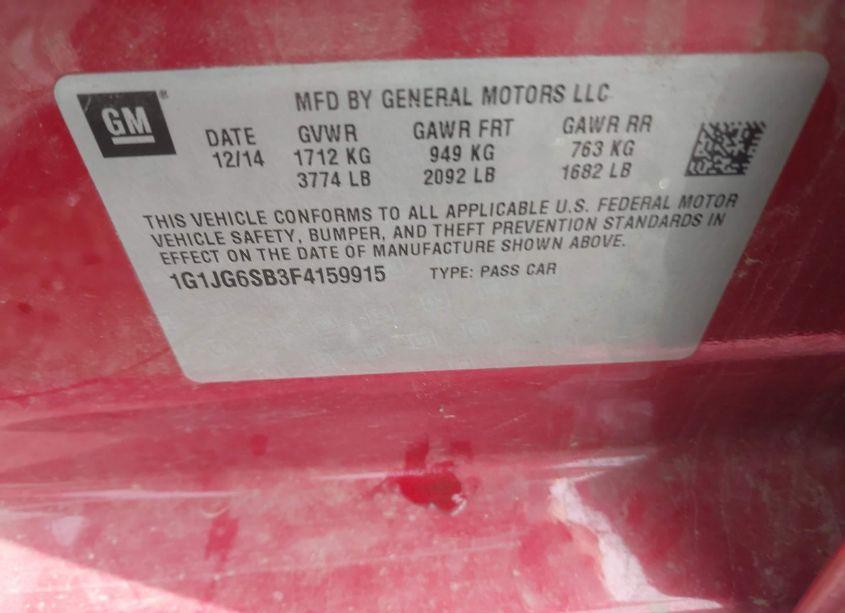 GM®
MFD BY GENERAL MOTORS LLC
DATE GVWR GAWR FRT GAWR RR
12/14 1712 KG 949 KG 763 KG
3774 LB 2092 LB 1682 LB
THIS VEHICLE CONFORMS TO ALL APPLICABLE U.S. FEDERAL MOTOR
VEHICLE SAFETY, BUMPER, AND THEFT PREVENTION STANDARDS IN
EFFECT ON THE DATE OF MANUFACTURE SHOWN ABOVE.
1G1JG6SB3F4159915 TYPE: PASS CAR